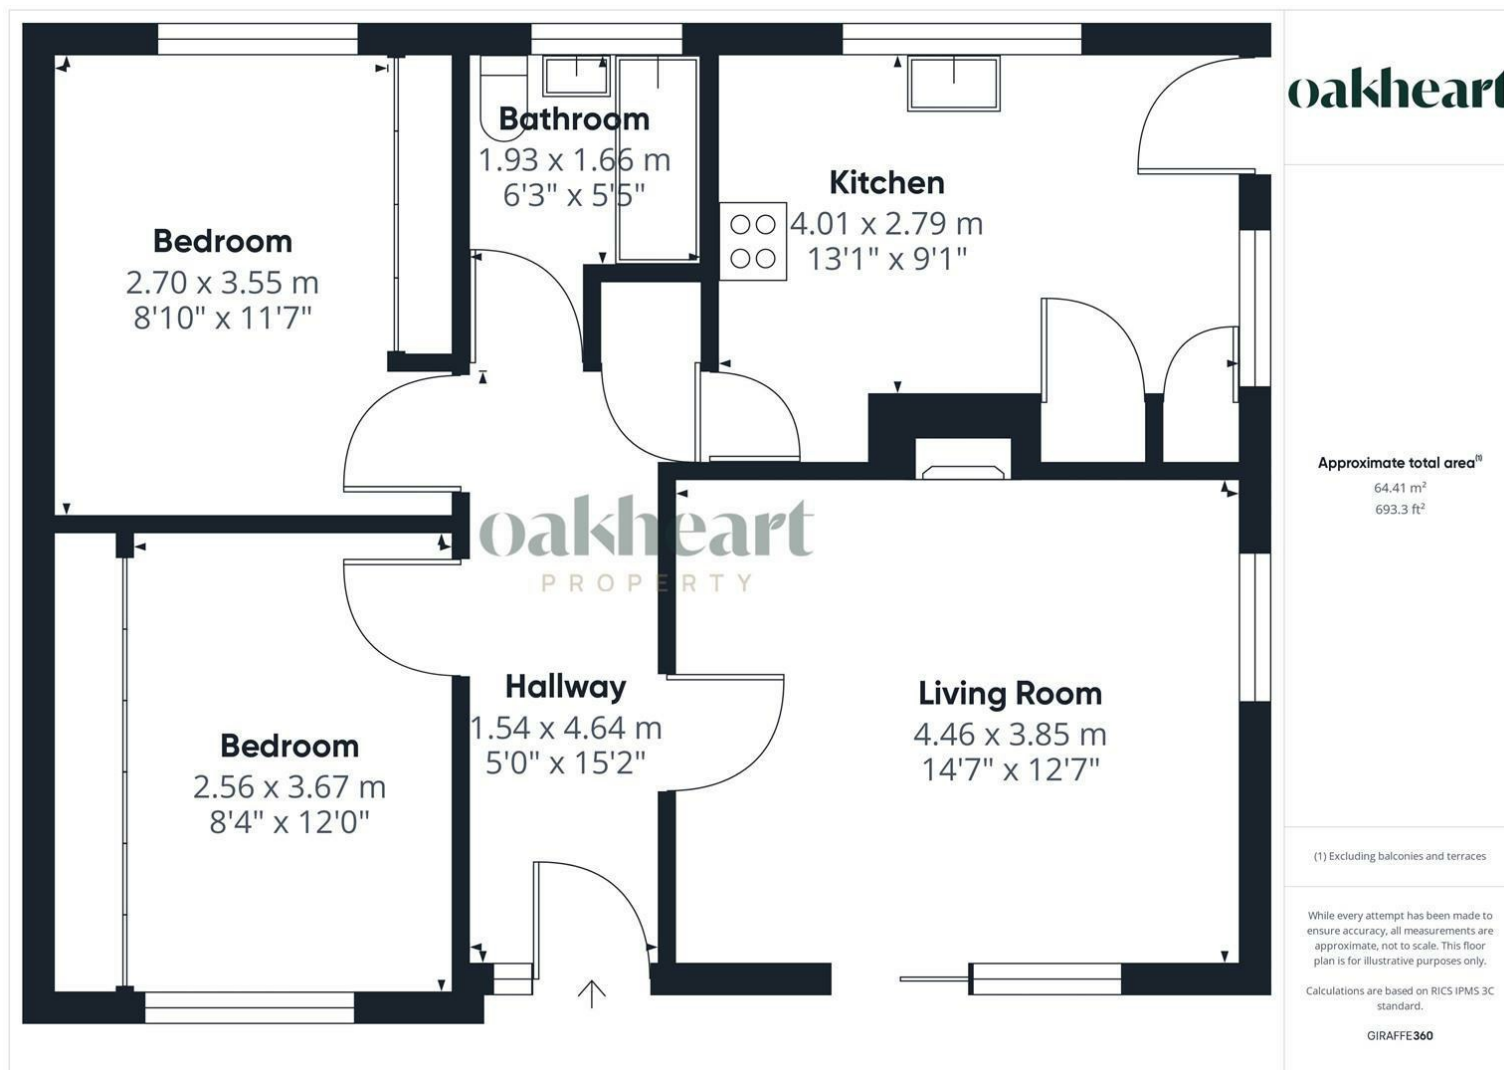 Bedroom
2.70 x 3.55 m
8'10" x 11'7"
Bathroom
1.93 x 1.66 m
6'3" x 5'5"
Kitchen
4.01 x 2.79 m
13'1" x 9'1"
oakheart
PROPERTY
Bedroom
2.56 x 3.67 m
8'4" x 12'0"
Hallway
1.54 x 4.64 m
5'0" x 15'2"
Living Room
4.46 x 3.85 m
14'7" x 12'7"
oakheart
Approximate total area(1)
64.41 m²
693.3 ft²
(1) Excluding balconies and terraces
While every attempt has been made to
ensure accuracy, all measurements are
approximate, not to scale. This floor
plan is for illustrative purposes only.
Calculations are based on RICS IPMS 3C
standard.
GIRAFFE360